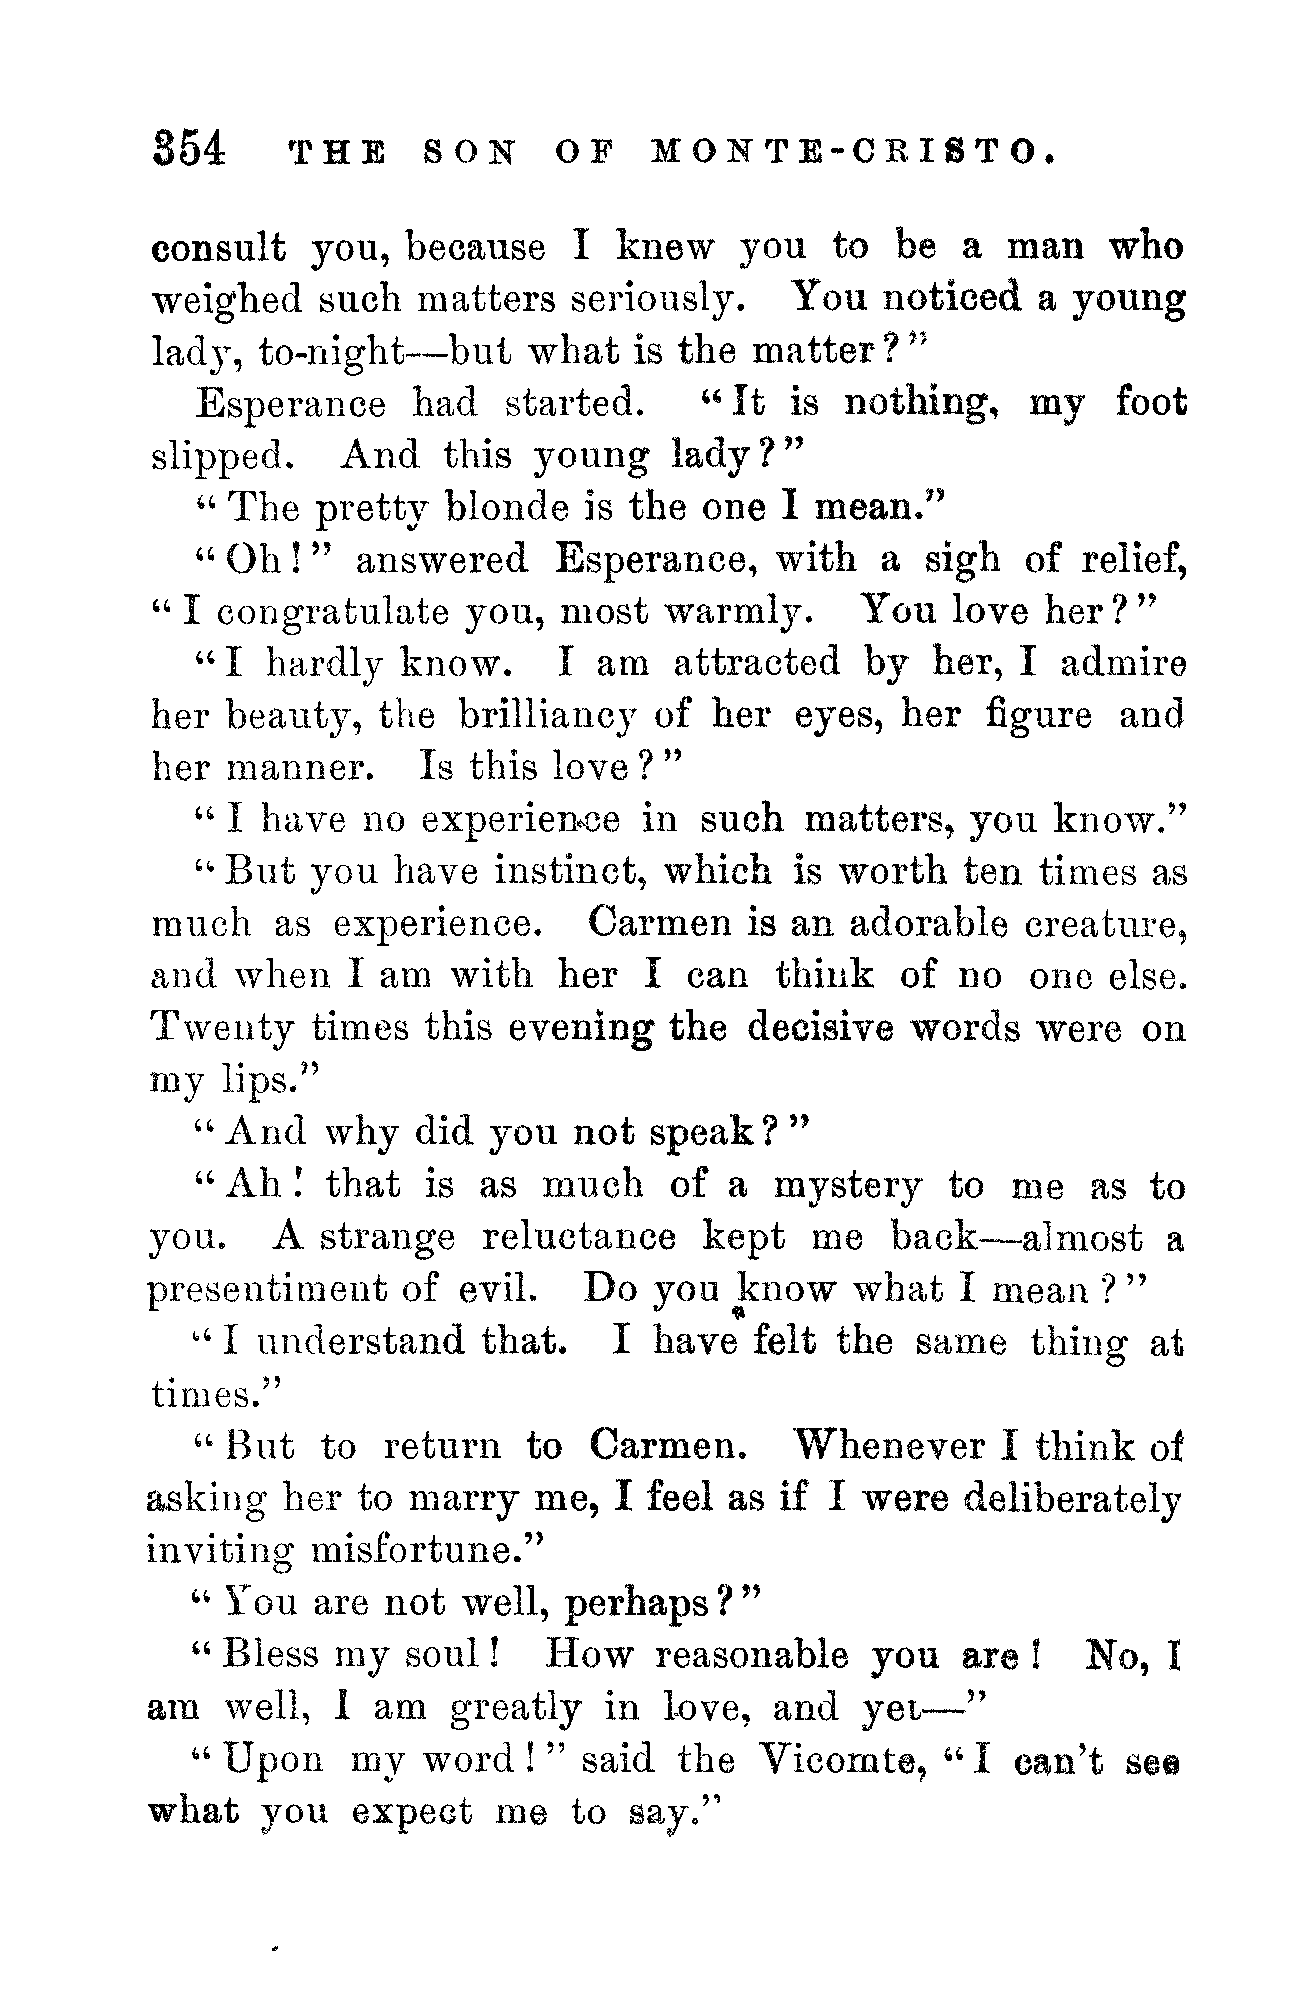 354 THE SON OF MONTE-CRISTO.
consult you, because I knew you to be a man who
weighed such matters seriously. You noticed a young
lady, to-night—but what is the matter?"
Esperance had started. "It is nothing, my foot
slipped. And this young lady?"
"The pretty blonde is the one I mean."
"Oh!" answered Esperance, with a sigh of relief,
"I congratulate you, most warmly. You love her?"
"I hardly know. I am attracted by her, I admire
her beauty, the brilliancy of her eyes, her figure and
her manner. Is this love?"
"I have no experience in such matters, you know."
"But you have instinct, which is worth ten times as
much as experience. Carmen is an adorable creature,
and when I am with her I can think of no one else.
Twenty times this evening the decisive words were on
my lips."
"And why did you not speak?"
"Ah! that is as much of a mystery to me as to
you. A strange reluctance kept me back—almost a
presentiment of evil. Do you know what I mean?"
"I understand that. I have felt the same thing at
times."
"But to return to Carmen. Whenever I think of
asking her to marry me, I feel as if I were deliberately
inviting misfortune."
"You are not well, perhaps?"
"Bless my soul! How reasonable you are! No, I
am well, I am greatly in love, and yet—"
"Upon my word!" said the Vicomte, "I can't see
what you expect me to say."